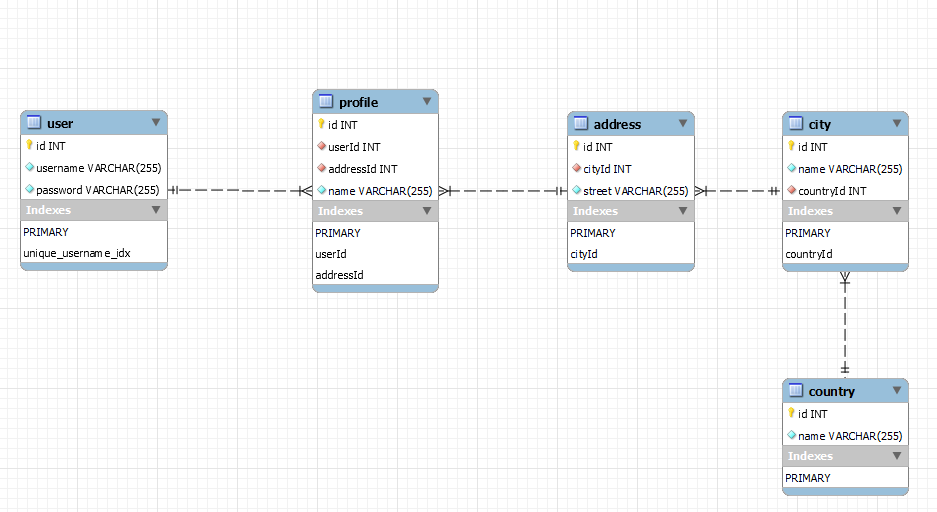 user
id INT
username VARCHAR(255)
password VARCHAR(255)
Indexes
PRIMARY
unique_username_idx
profile
id INT
userId INT
addressId INT
name VARCHAR(255)
Indexes
PRIMARY
userId
addressId
address
id INT
cityId INT
street VARCHAR(255)
Indexes
PRIMARY
cityId
city
id INT
name VARCHAR(255)
countryId INT
Indexes
PRIMARY
countryId
country
id INT
name VARCHAR(255)
Indexes
PRIMARY